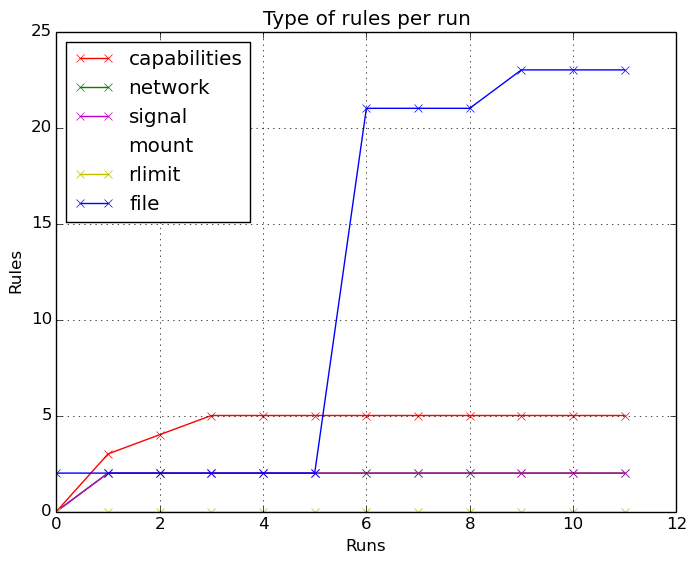 Type of rules per run
25
20
15
10
5
0
capabilities
network
signal
mount
rlimit
file
Rules
0 2 4 6 8 10 12
Runs